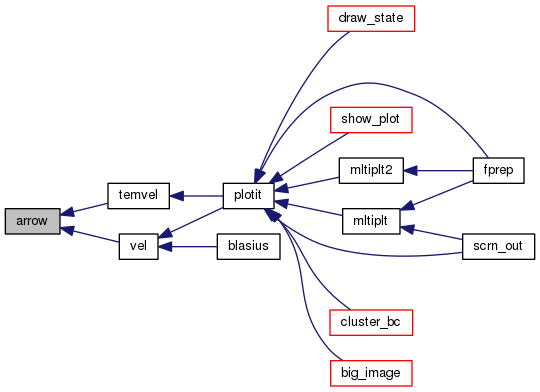 draw_state
show_plot
mltiplt2
fprep
temvel
plotit
arrow
mltiplt
vel
blasius
scrn_out
cluster_bc
big_image